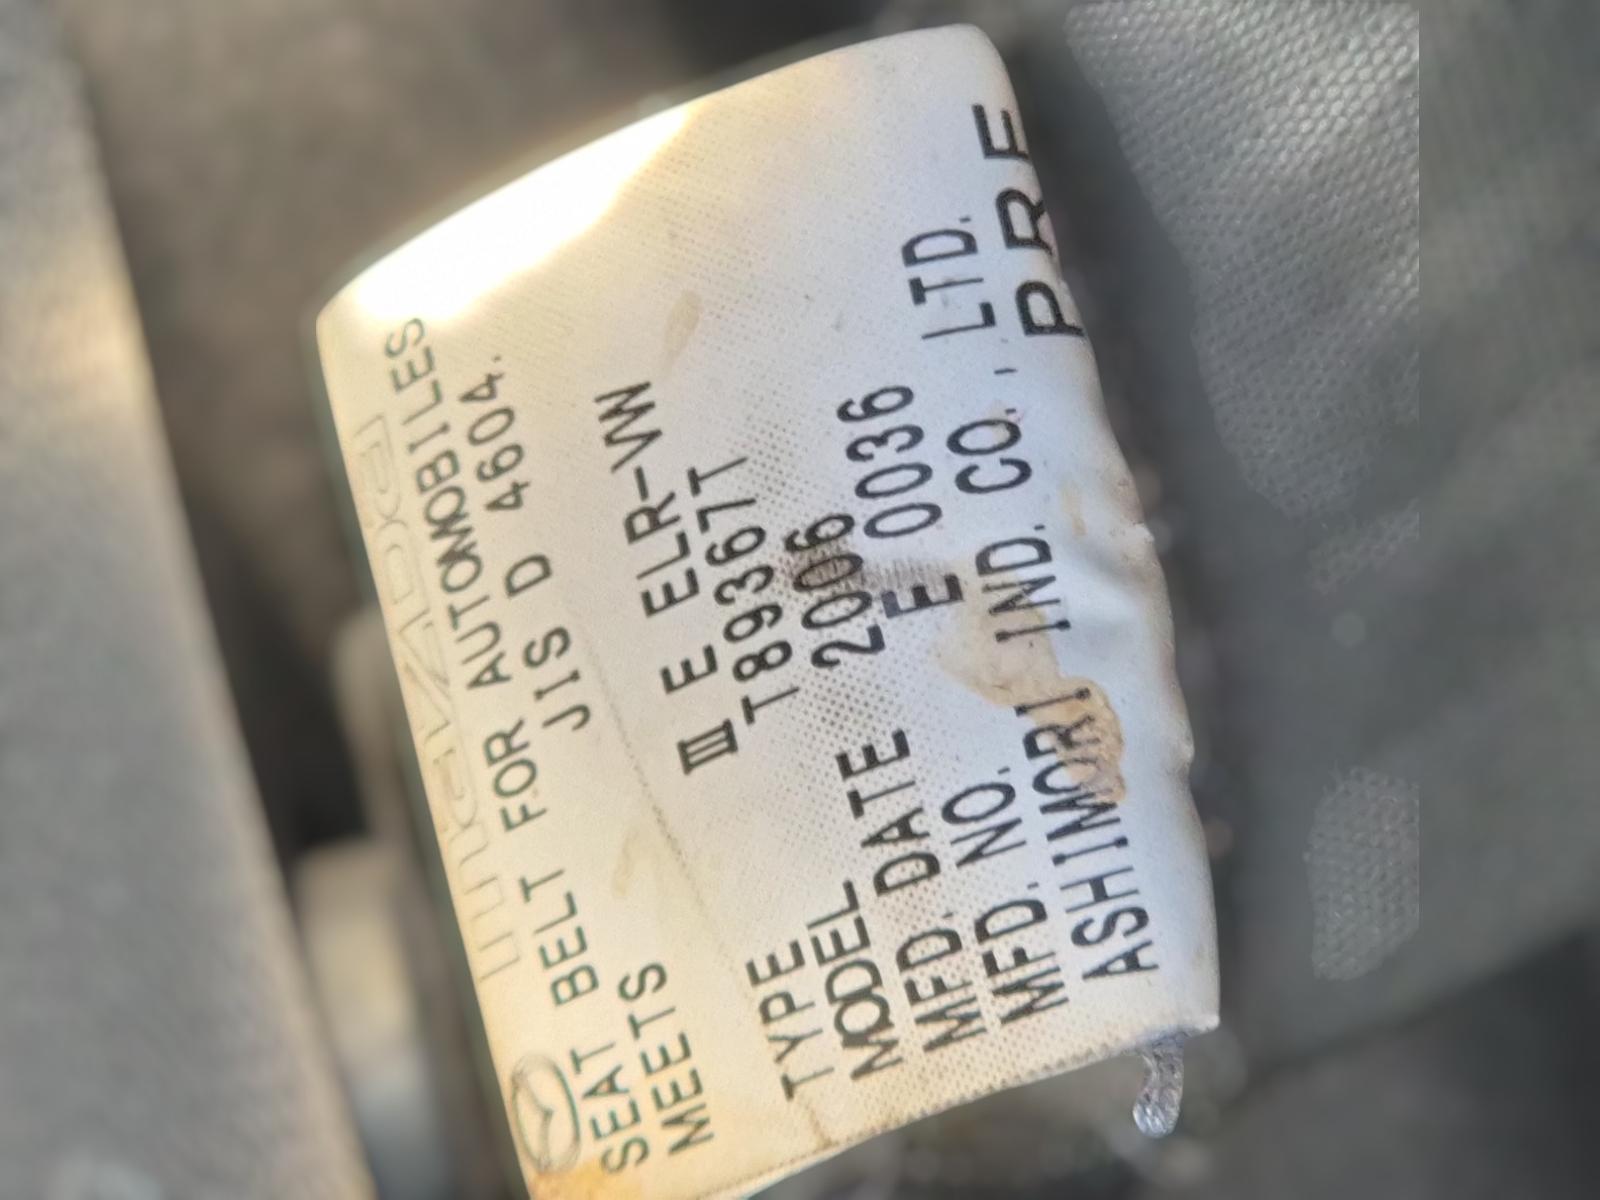 SEAT BELT FOR AUTOMOBILES
MEETS JIS D 4604.
TYPE III E ELR-VW
MODEL T89367T
MFD. DATE 2006
MFD. NO. E 0036
ASHIMORI IND. CO., LTD.
PRE